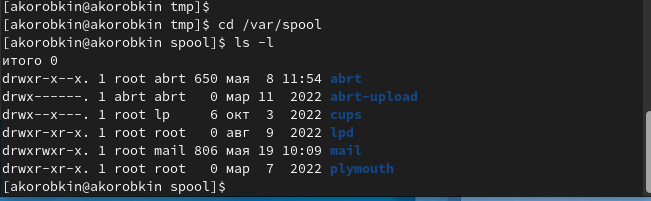 [akorobkin@akorobkin tmp]$
[akorobkin@akorobkin tmp]$ cd /var/spool
[akorobkin@akorobkin spool]$ ls -l
итого 0
drwxr-x--x. 1 root abrt 650 мая  8 11:54 abrt
drwx------. 1 abrt abrt   0 мар 11  2022 abrt-upload
drwx--x---. 1 root lp     6 окт  3  2022 cups
drwxr-xr-x. 1 root root   0 авг  9  2022 lpd
drwxrwxr-x. 1 root mail 806 мая 19 10:09 mail
drwxr-xr-x. 1 root root   0 мар  7  2022 plymouth
[akorobkin@akorobkin spool]$